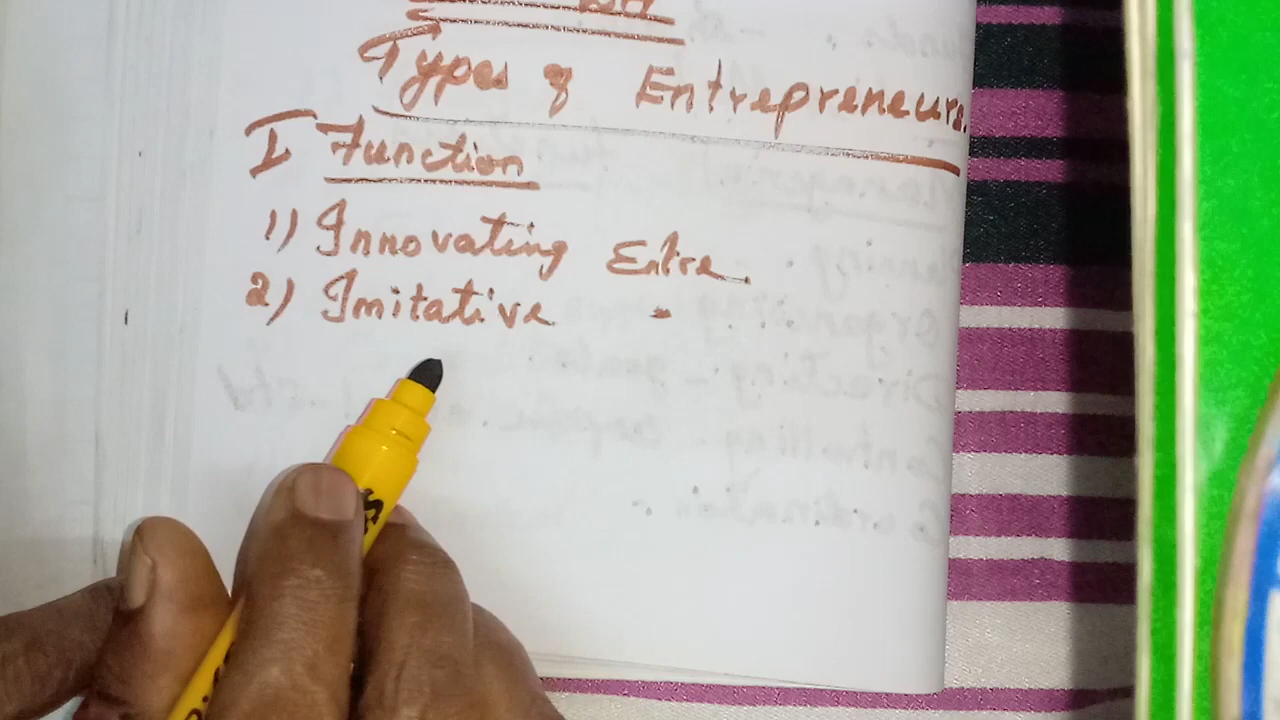 Types of Entrepreneurs.
I Function
1) Innovating Entre
2) Imitative "